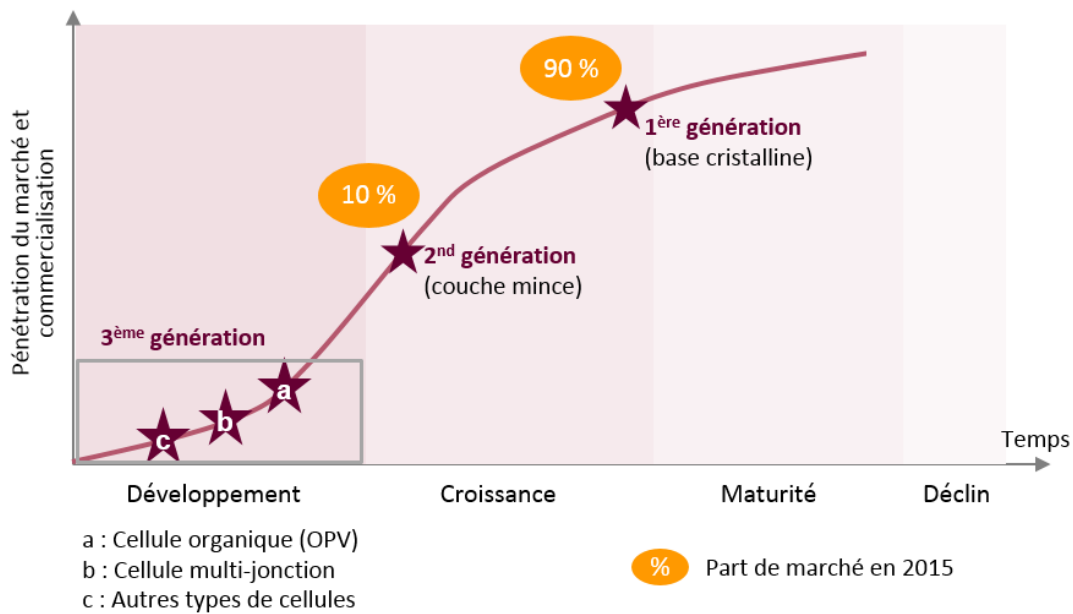 Pénétration du marché et
commercialisation
90 %
1ère génération
(base cristalline)
10 %
2nd génération
(couche mince)
3ème génération
a
b
c
Temps
Développement
Croissance
Maturité
Déclin
a : Cellule organique (OPV)
b : Cellule multi-jonction
c : Autres types de cellules
% Part de marché en 2015